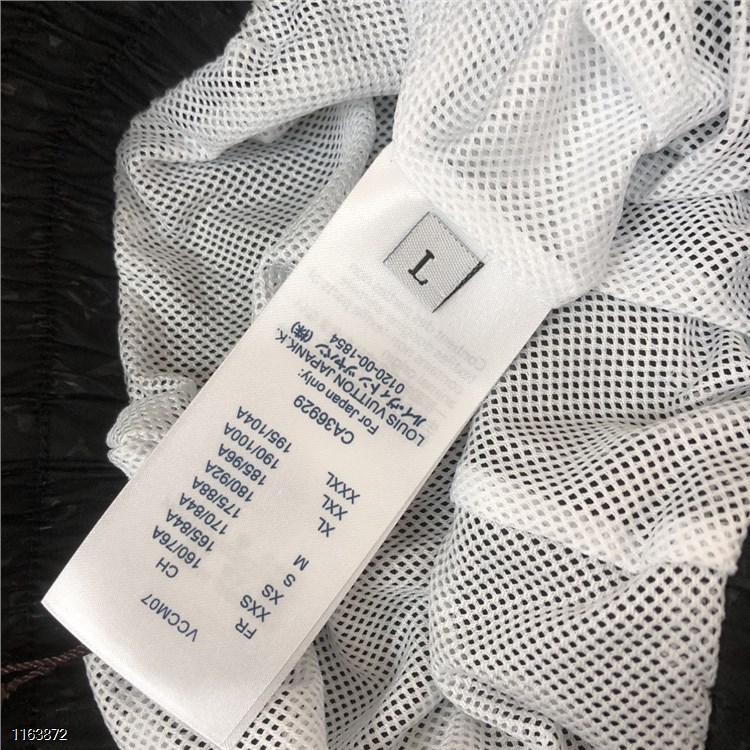 VCCM07
FR CH
XXS 160/76A
XS 165/84A
S 170/84A
M 175/88A
180/92A
XL 185/96A
XXL 190/100A
XXXL 195/104A
CA36929
For Japan only:
LOUIS VUITTON JAPANK.K.
ルイ・ヴィトン ジャパン(株)
0120-00-1854
L
1163872